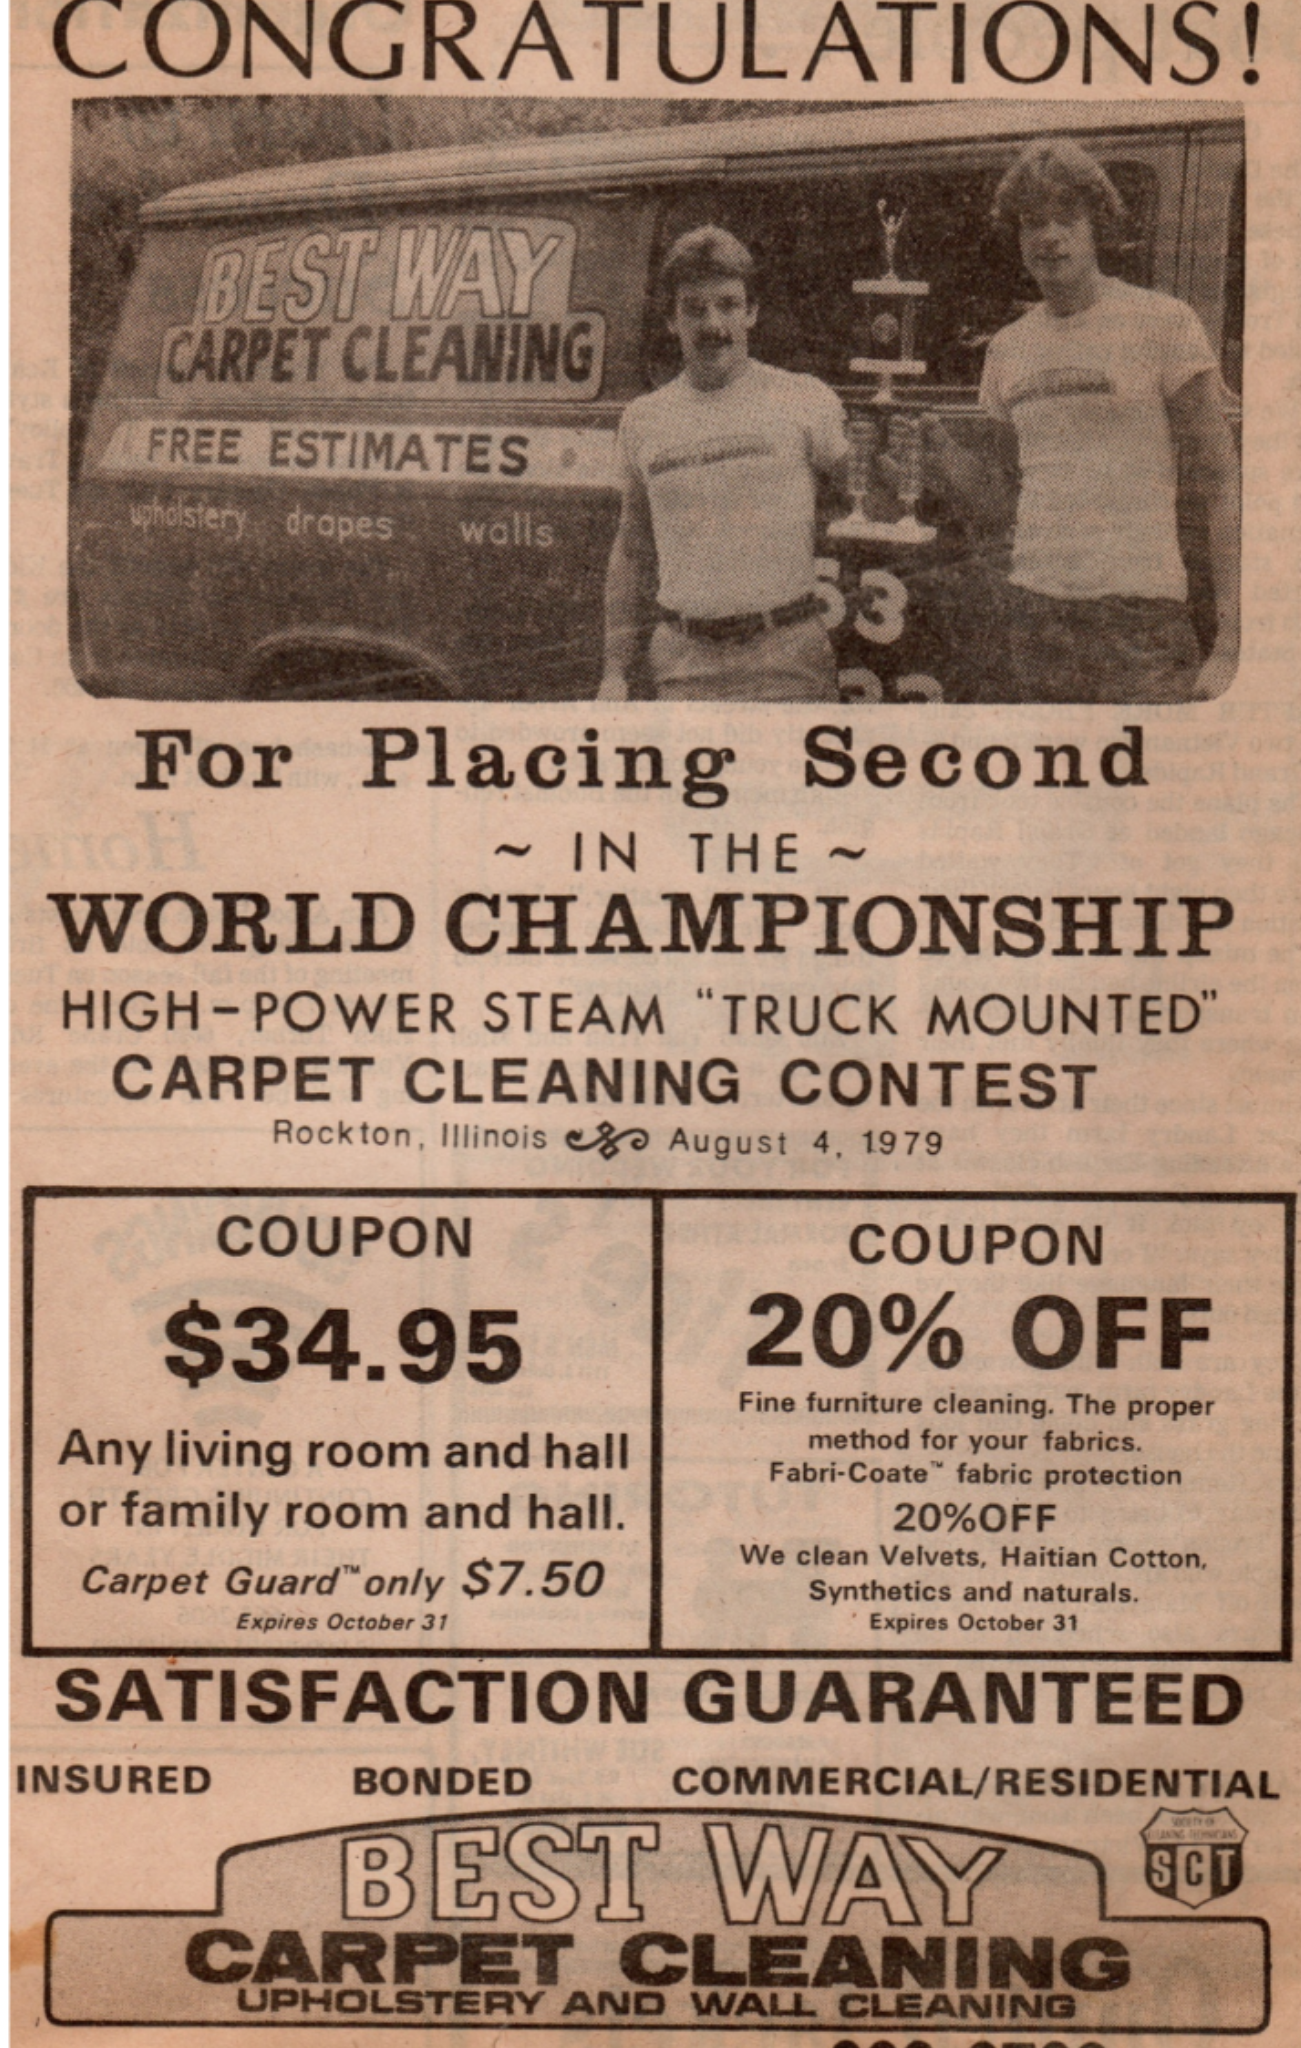 CONGRATULATIONS!
BEST WAY
CARPET CLEANING
FREE ESTIMATES
upholstery drapes walls
53
For Placing Second
~ IN THE ~
WORLD CHAMPIONSHIP
HIGH-POWER STEAM "TRUCK MOUNTED"
CARPET CLEANING CONTEST
Rockton, Illinois August 4, 1979
COUPON
$34.95
Any living room and hall
or family room and hall.
Carpet Guard™ only $7.50
Expires October 31
COUPON
20% OFF
Fine furniture cleaning. The proper
method for your fabrics.
Fabri-Coate™ fabric protection
20%OFF
We clean Velvets, Haitian Cotton,
Synthetics and naturals.
Expires October 31
SATISFACTION GUARANTEED
INSURED BONDED COMMERCIAL/RESIDENTIAL
SOCIETY OF
CLEANING TECHNICIANS
SCT
BEST WAY
CARPET CLEANING
UPHOLSTERY AND WALL CLEANING